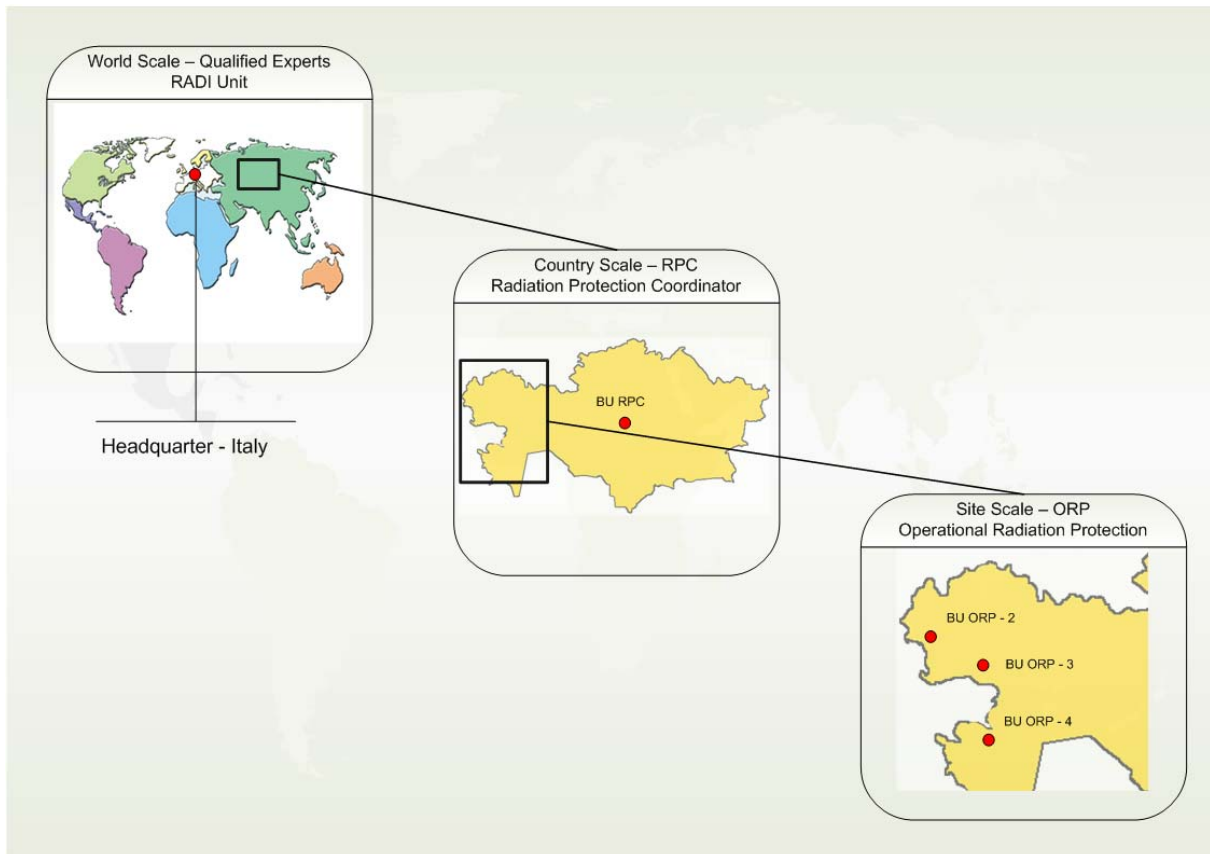 World Scale – Qualified Experts
RADI Unit
Headquarter - Italy
Country Scale – RPC
Radiation Protection Coordinator
BU RPC
Site Scale – ORP
Operational Radiation Protection
BU ORP - 2
BU ORP - 3
BU ORP - 4